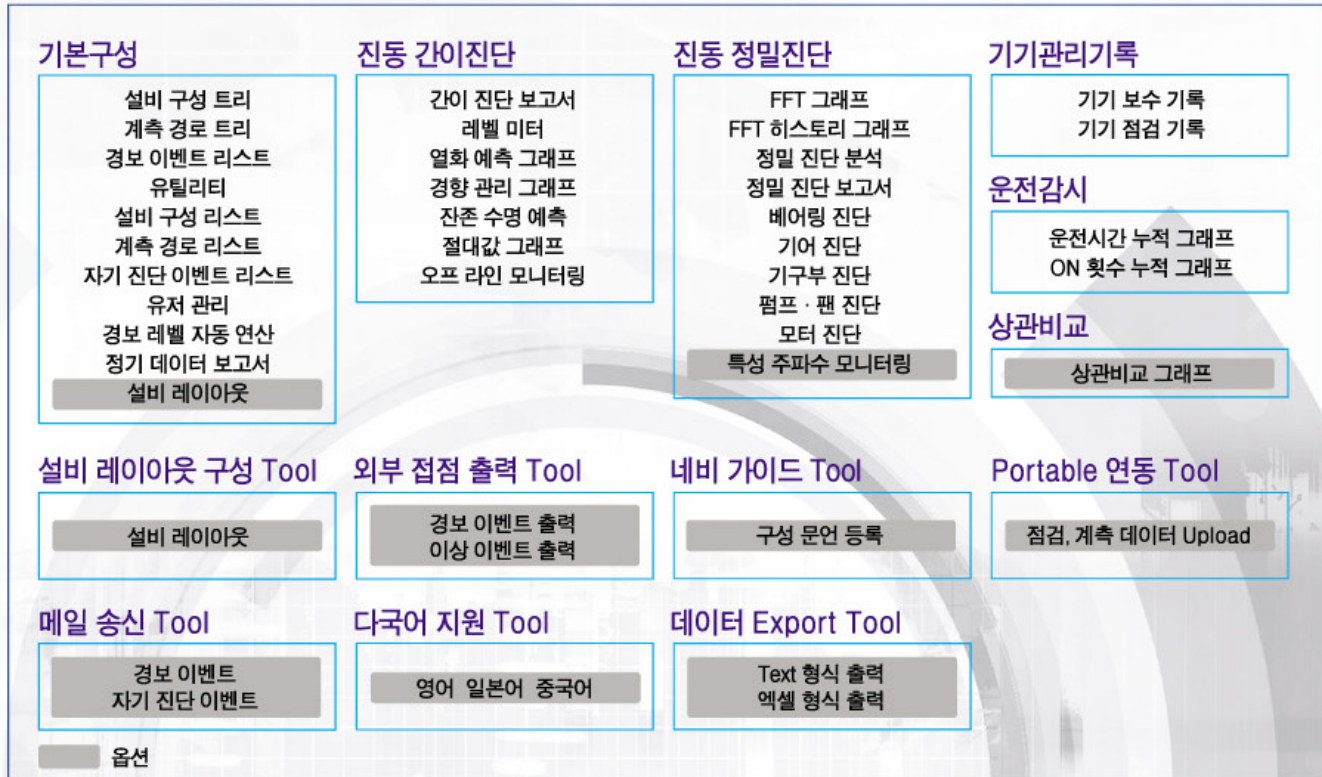 기본구성
설비 구성 트리
계측 경로 트리
경보 이벤트 리스트
유틸리티
설비 구성 리스트
계측 경로 리스트
자기 진단 이벤트 리스트
유저 관리
경보 레벨 자동 연산
정기 데이터 보고서
설비 레이아웃
진동 간이진단
간이 진단 보고서
레벨 미터
열화 예측 그래프
경향 관리 그래프
잔존 수명 예측
절대값 그래프
오프 라인 모니터링
진동 정밀진단
FFT 그래프
FFT 히스토리 그래프
정밀 진단 분석
정밀 진단 보고서
베어링 진단
기어 진단
기구부 진단
펌프 · 팬 진단
모터 진단
특성 주파수 모니터링
기기관리기록
기기 보수 기록
기기 점검 기록
운전감시
운전시간 누적 그래프
ON 횟수 누적 그래프
상관비교
상관비교 그래프
설비 레이아웃 구성 Tool
설비 레이아웃
외부 접점 출력 Tool
경보 이벤트 출력
이상 이벤트 출력
네비 가이드 Tool
구성 문언 등록
Portable 연동 Tool
점검, 계측 데이터 Upload
메일 송신 Tool
경보 이벤트
자기 진단 이벤트
다국어 지원 Tool
영어 일본어 중국어
데이터 Export Tool
Text 형식 출력
엑셀 형식 출력
옵션